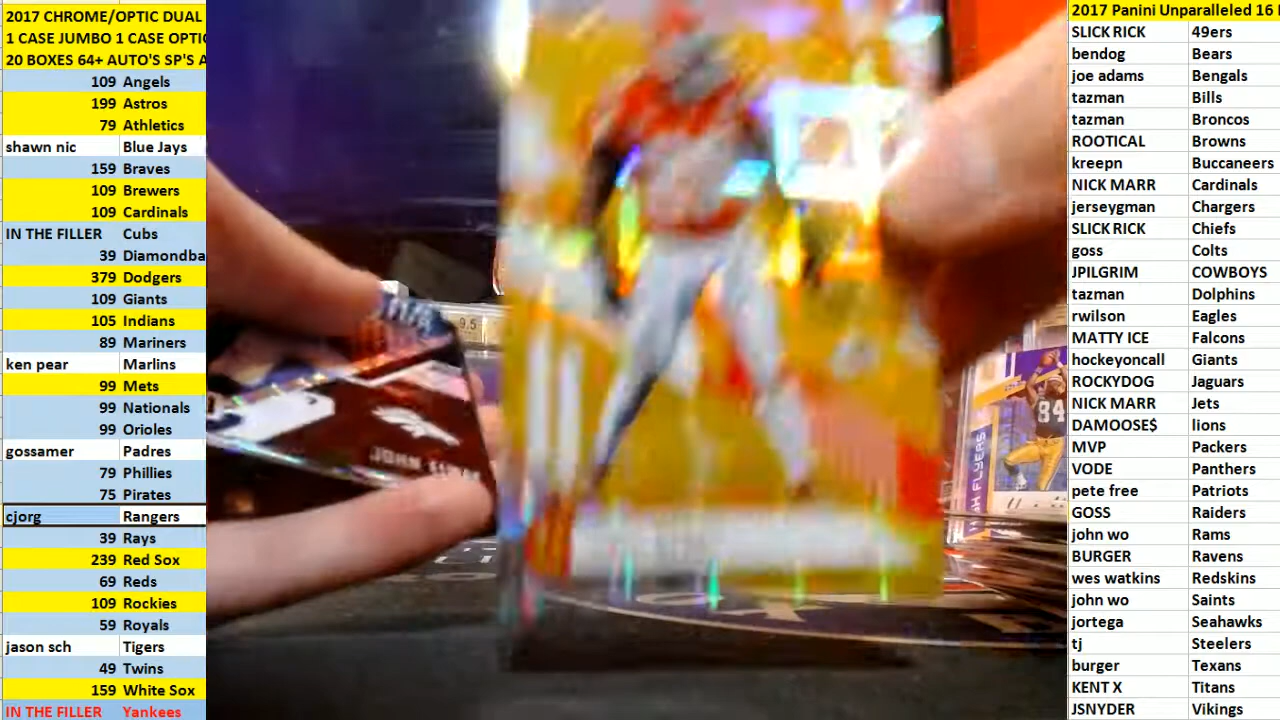 2017 CHROME/OPTIC DUAL
1 CASE JUMBO 1 CASE OPTIC
20 BOXES 64+ AUTO'S SP'S A
109 Angels
199 Astros
79 Athletics
shawn nic Blue Jays
159 Braves
109 Brewers
109 Cardinals
IN THE FILLER Cubs
39 Diamondba
379 Dodgers
109 Giants
105 Indians
89 Mariners
ken pear Marlins
99 Mets
99 Nationals
99 Orioles
gossamer Padres
79 Phillies
75 Pirates
cjorg Rangers
39 Rays
239 Red Sox
69 Reds
109 Rockies
59 Royals
jason sch Tigers
49 Twins
159 White Sox
IN THE FILLER Yankees
9.5
JOHN
84
HIGH FLYERS
2017 Panini Unparalleled 16
SLICK RICK 49ers
bendog Bears
joe adams Bengals
tazman Bills
tazman Broncos
ROOTICAL Browns
kreepn Buccaneers
NICK MARR Cardinals
jerseygman Chargers
SLICK RICK Chiefs
goss Colts
JPILGRIM COWBOYS
tazman Dolphins
rwilson Eagles
MATTY ICE Falcons
hockeyoncall Giants
ROCKYDOG Jaguars
NICK MARR Jets
DAMOOSE$ lions
MVP Packers
VODE Panthers
pete free Patriots
GOSS Raiders
john wo Rams
BURGER Ravens
wes watkins Redskins
john wo Saints
jortega Seahawks
tj Steelers
burger Texans
KENT X Titans
JSNYDER Vikings